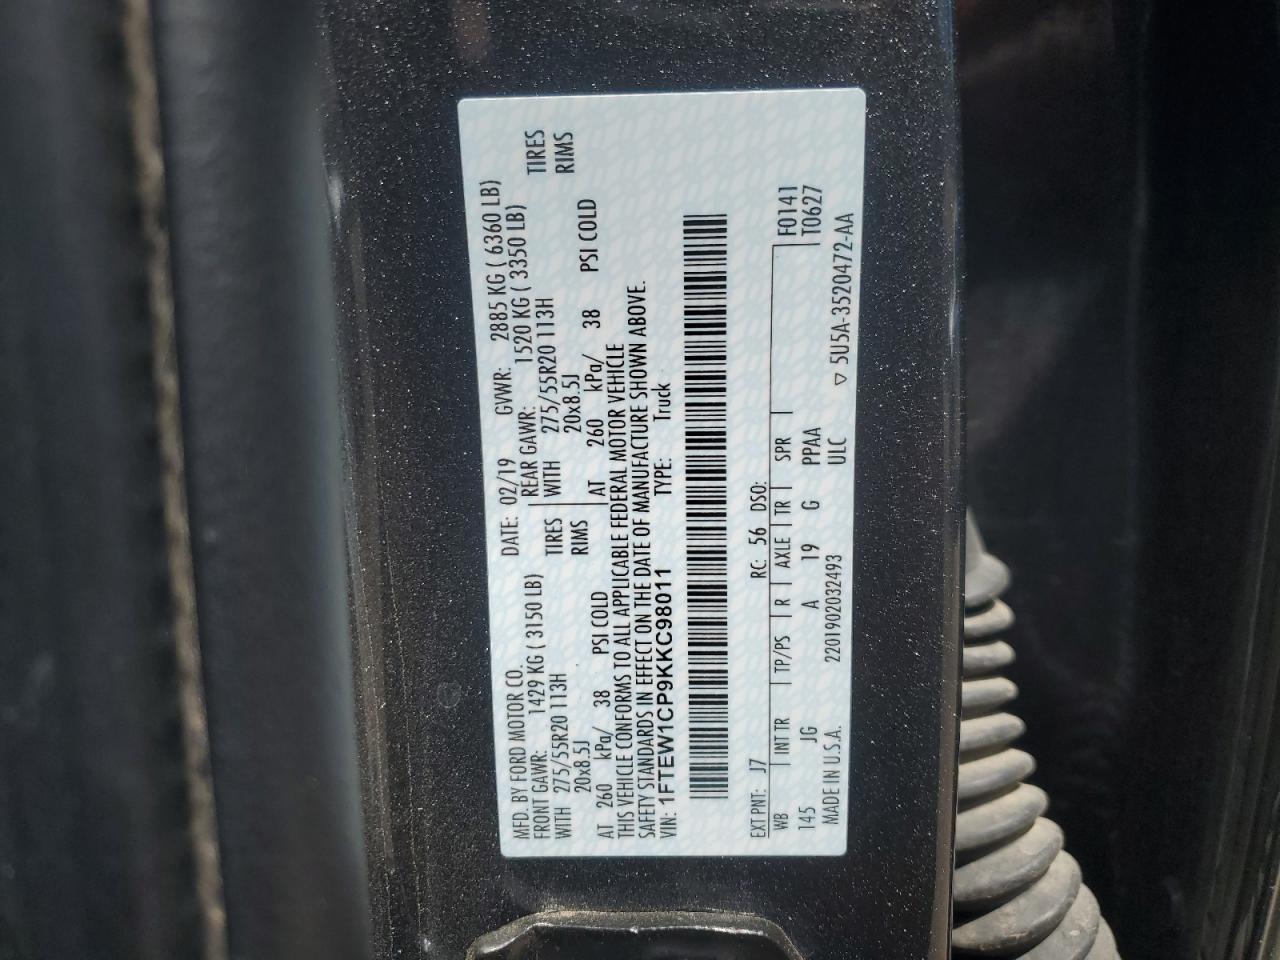 MFD. BY FORD MOTOR CO.
DATE: 02/19 GVWR: 2885 KG ( 6360 LB)
FRONT GAWR: 1429 KG ( 3150 LB) REAR GAWR: 1520 KG ( 3350 LB)
WITH 275/55R20 113H TIRES WITH 275/55R20 113H TIRES
20x8.5J RIMS 20x8.5J RIMS
AT 260 kPa/ 38 PSI COLD AT 260 kPa/ 38 PSI COLD
THIS VEHICLE CONFORMS TO ALL APPLICABLE FEDERAL MOTOR VEHICLE
SAFETY STANDARDS IN EFFECT ON THE DATE OF MANUFACTURE SHOWN ABOVE.
VIN: 1FTEW1CP9KKC98011 TYPE: Truck
EXT PNT: J7 RC: 56 DSO:
WB INT TR TP/PS R AXLE TR SPR F0141
145 JG A 19 G PPAA T0627
MADE IN U.S.A. 2201902032493 ULC ▽ 5U5A-3520472-AA